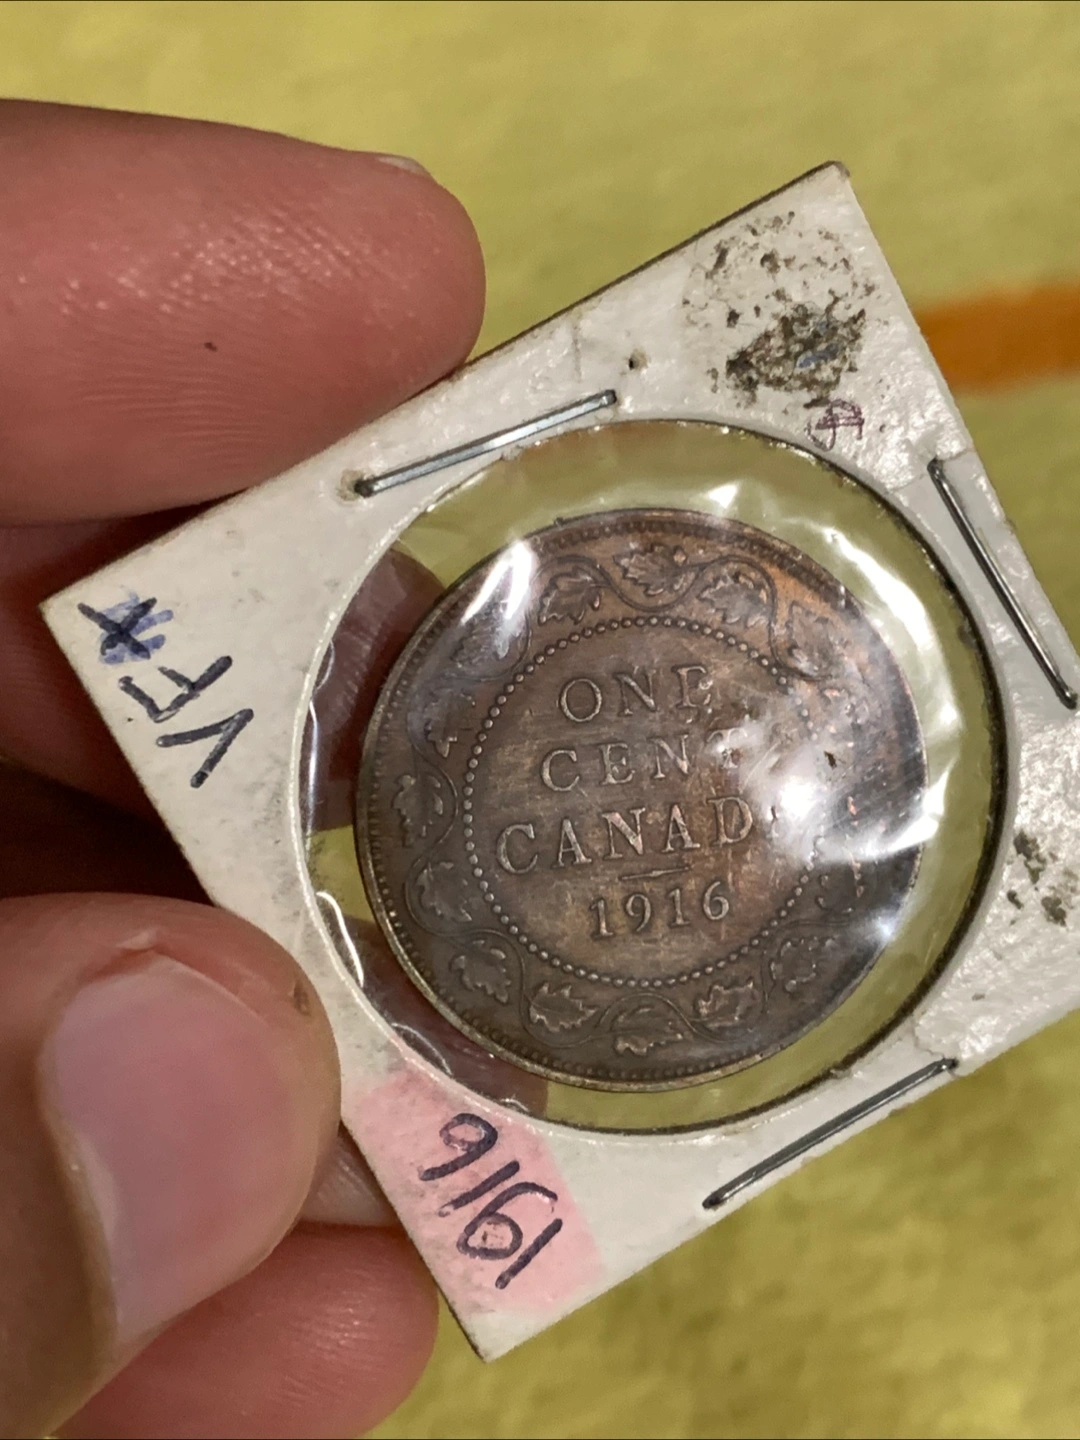 ONE
CENT
CANADA
1916
VF
1916